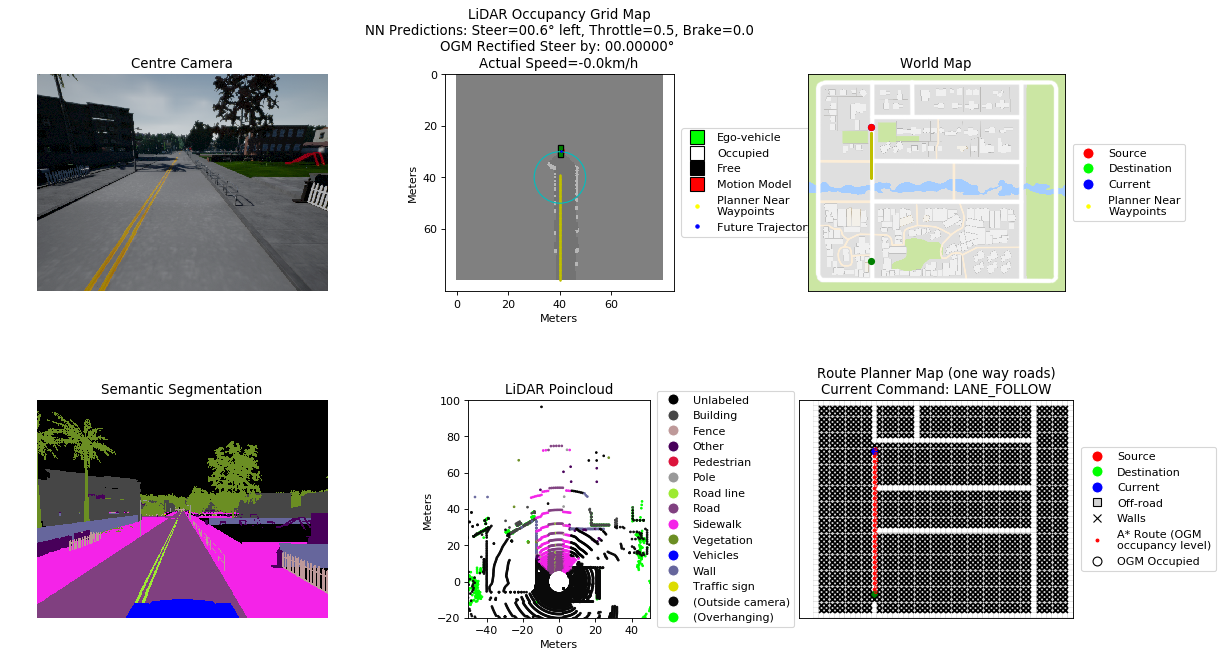 LiDAR Occupancy Grid Map
NN Predictions: Steer=00.6° left, Throttle=0.5, Brake=0.0
OGM Rectified Steer by: 00.00000°
Actual Speed=-0.0km/h
Centre Camera
World Map
0
20
40
60
Meters
0
20
40
60
Meters
Ego-vehicle
Occupied
Free
Motion Model
Planner Near
Waypoints
Future Trajector
Source
Destination
Current
Planner Near
Waypoints
Semantic Segmentation
LiDAR Poincloud
Route Planner Map (one way roads)
Current Command: LANE_FOLLOW
100
80
60
40
20
0
−20
Meters
−40
−20
0
20
40
Meters
Unlabeled
Building
Fence
Other
Pedestrian
Pole
Road line
Road
Sidewalk
Vegetation
Vehicles
Wall
Traffic sign
(Outside camera)
(Overhanging)
Source
Destination
Current
Off-road
Walls
A* Route (OGM
occupancy level)
OGM Occupied